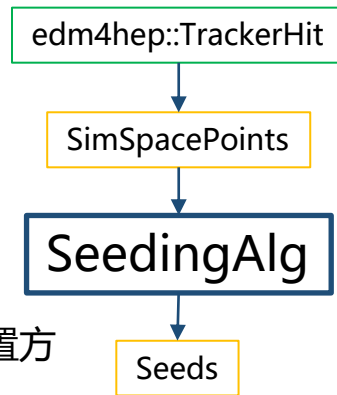 edm4hep::TrackerHit
SimSpacePoints
SeedingAlg
置方
Seeds